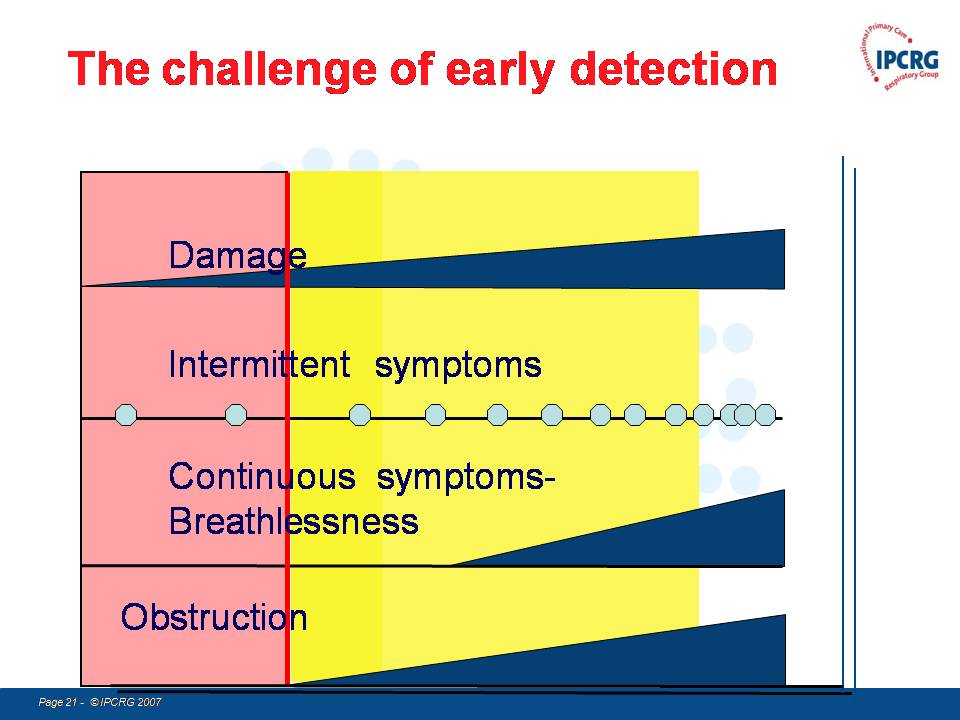 The challenge of early detection
International Primary Care
IPCRG
Respiratory Group
Damage
Intermittent symptoms
Continuous symptoms-
Breathlessness
Obstruction
Page 21 - © IPCRG 2007